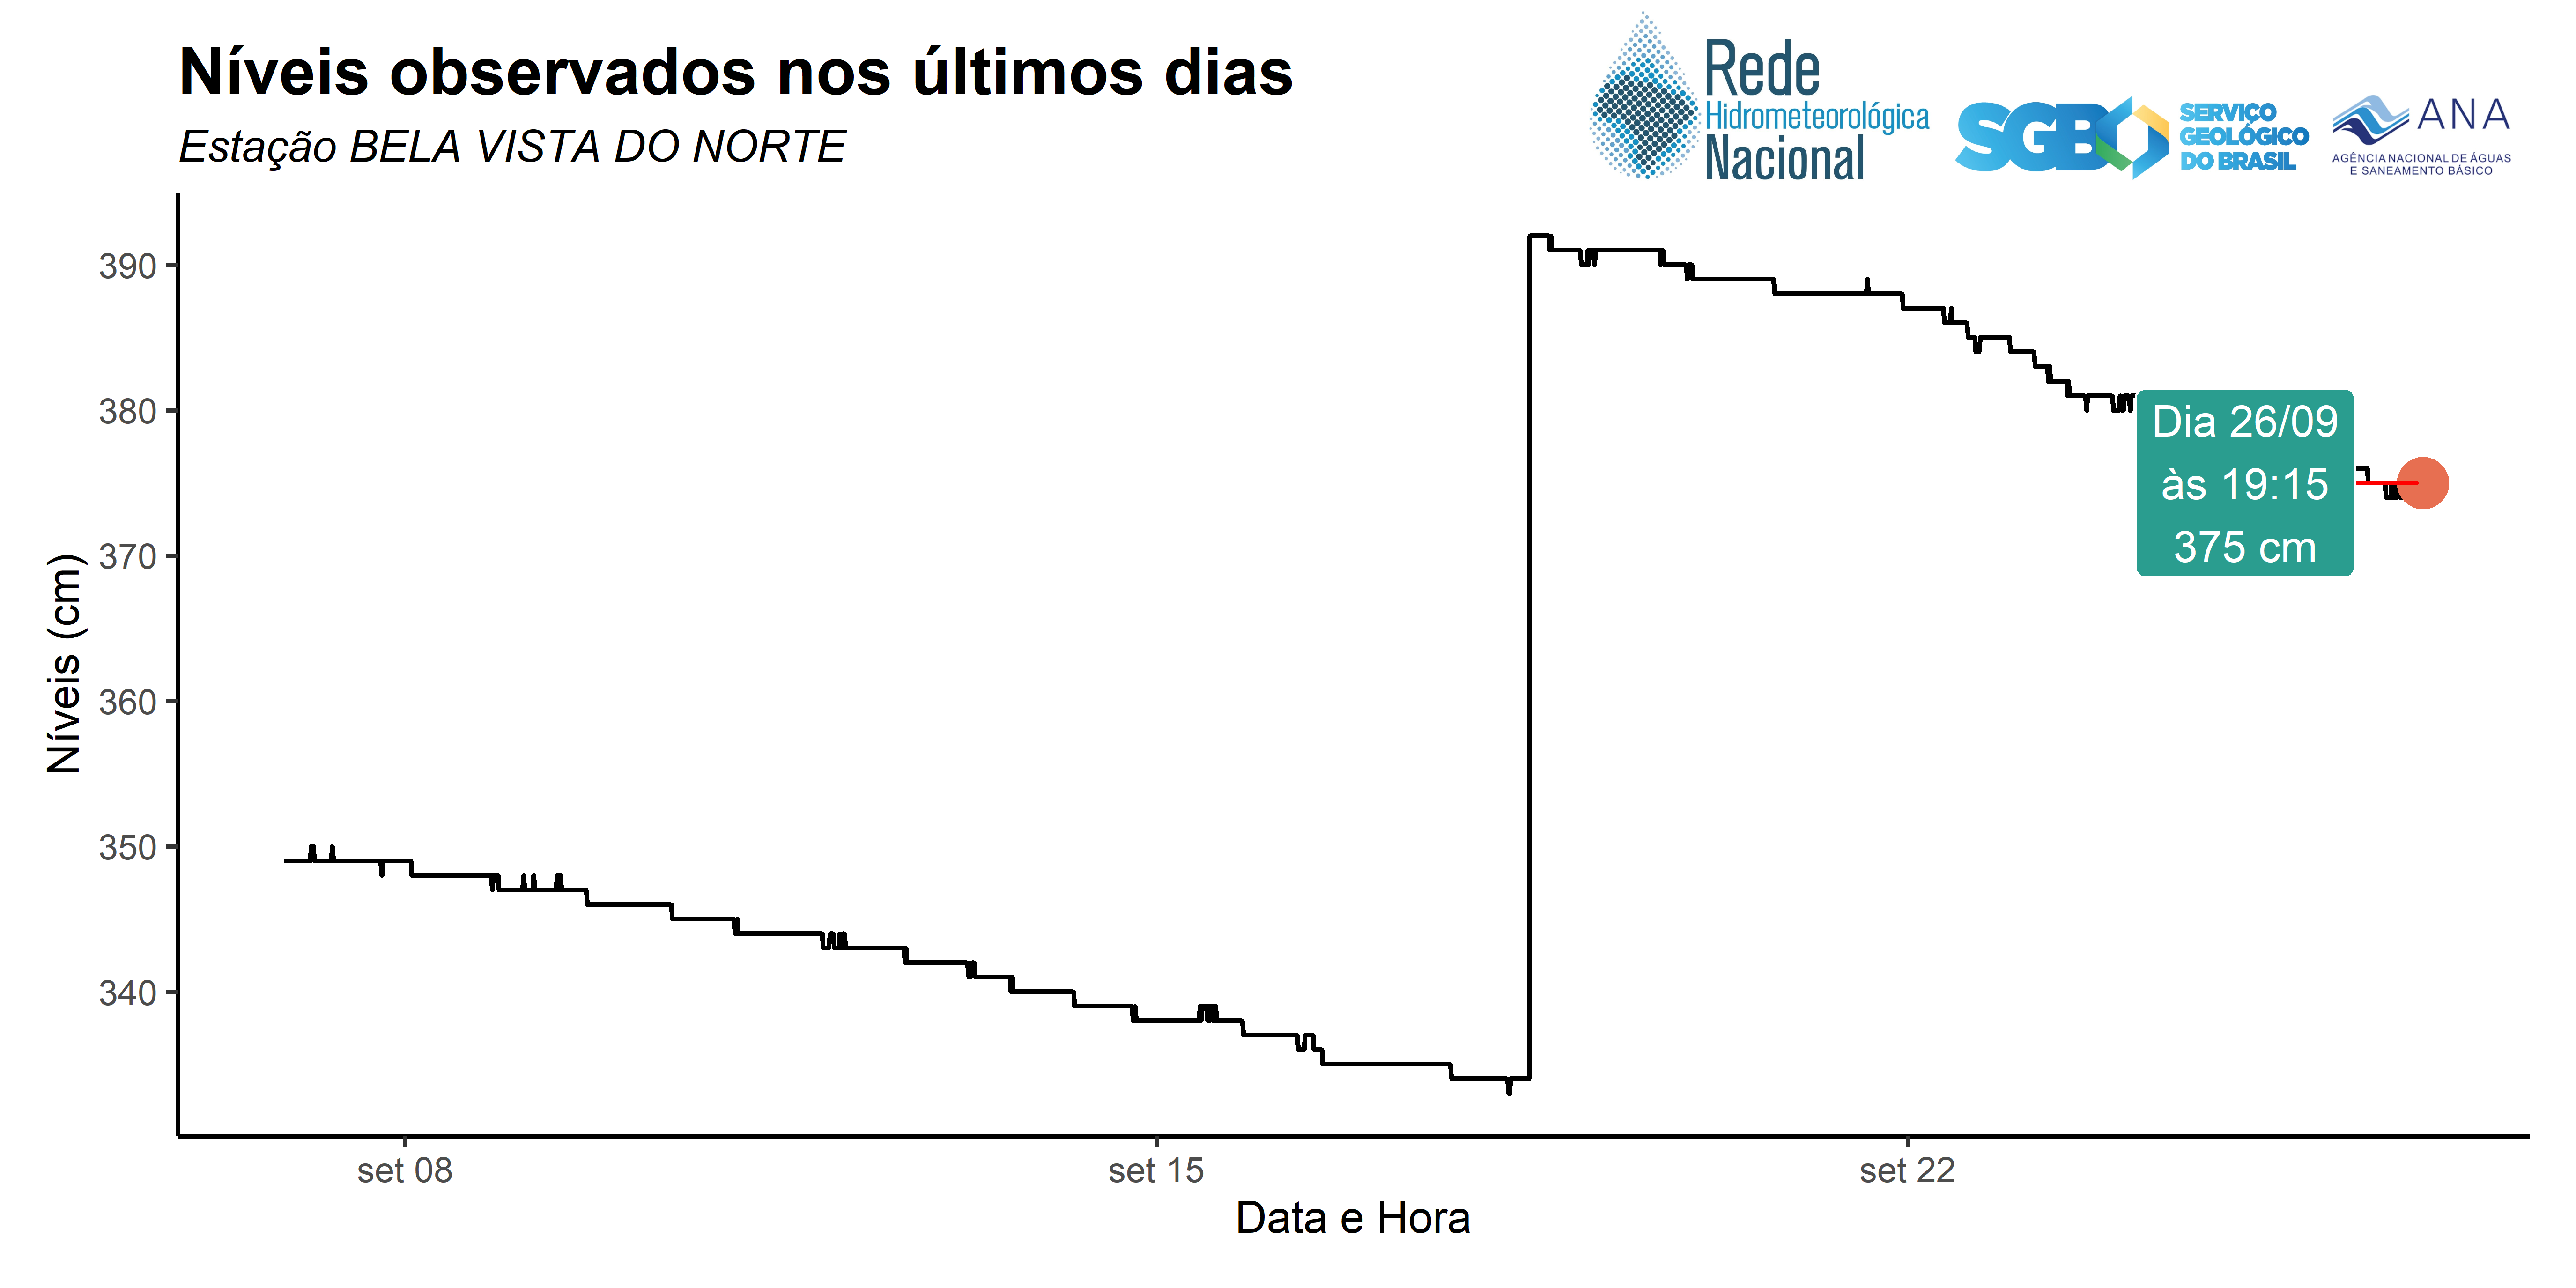 Níveis observados nos últimos dias
Estação BELA VISTA DO NORTE
Rede
Hidrometeorológica
Nacional
SGB
SERVIÇO
GEOLÓGICO
DO BRASIL
ANA
AGÊNCIA NACIONAL DE ÁGUAS
E SANEAMENTO BÁSICO
Níveis (cm)
390
380
370
360
350
340
Dia 26/09
às 19:15
375 cm
set 08
set 15
set 22
Data e Hora